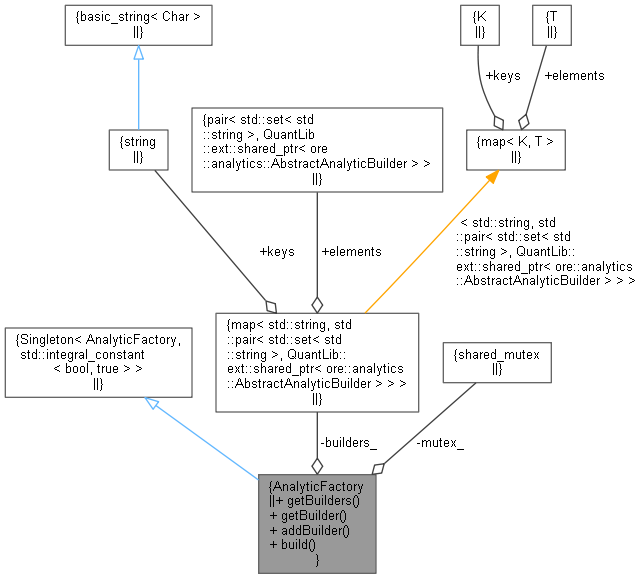 {basic_string< Char >
||}
{K
||}
{T
||}
+keys
+elements
{pair< std::set< std
::string >, QuantLib
::ext::shared_ptr< ore
::analytics::AbstractAnalyticBuilder > >
||}
{string
||}
{map< K, T >
||}
+keys
+elements
< std::string, std
::pair< std::set< std
::string >, QuantLib::
ext::shared_ptr< ore::analytics
::AbstractAnalyticBuilder > > >
{map< std::string, std
::pair< std::set< std
::string >, QuantLib::
ext::shared_ptr< ore::analytics
::AbstractAnalyticBuilder > > >
||}
{Singleton< AnalyticFactory,
std::integral_constant
< bool, true > >
||}
{shared_mutex
||}
-builders_
-mutex_
{AnalyticFactory
||+ getBuilders()
+ getBuilder()
+ addBuilder()
+ build()
}